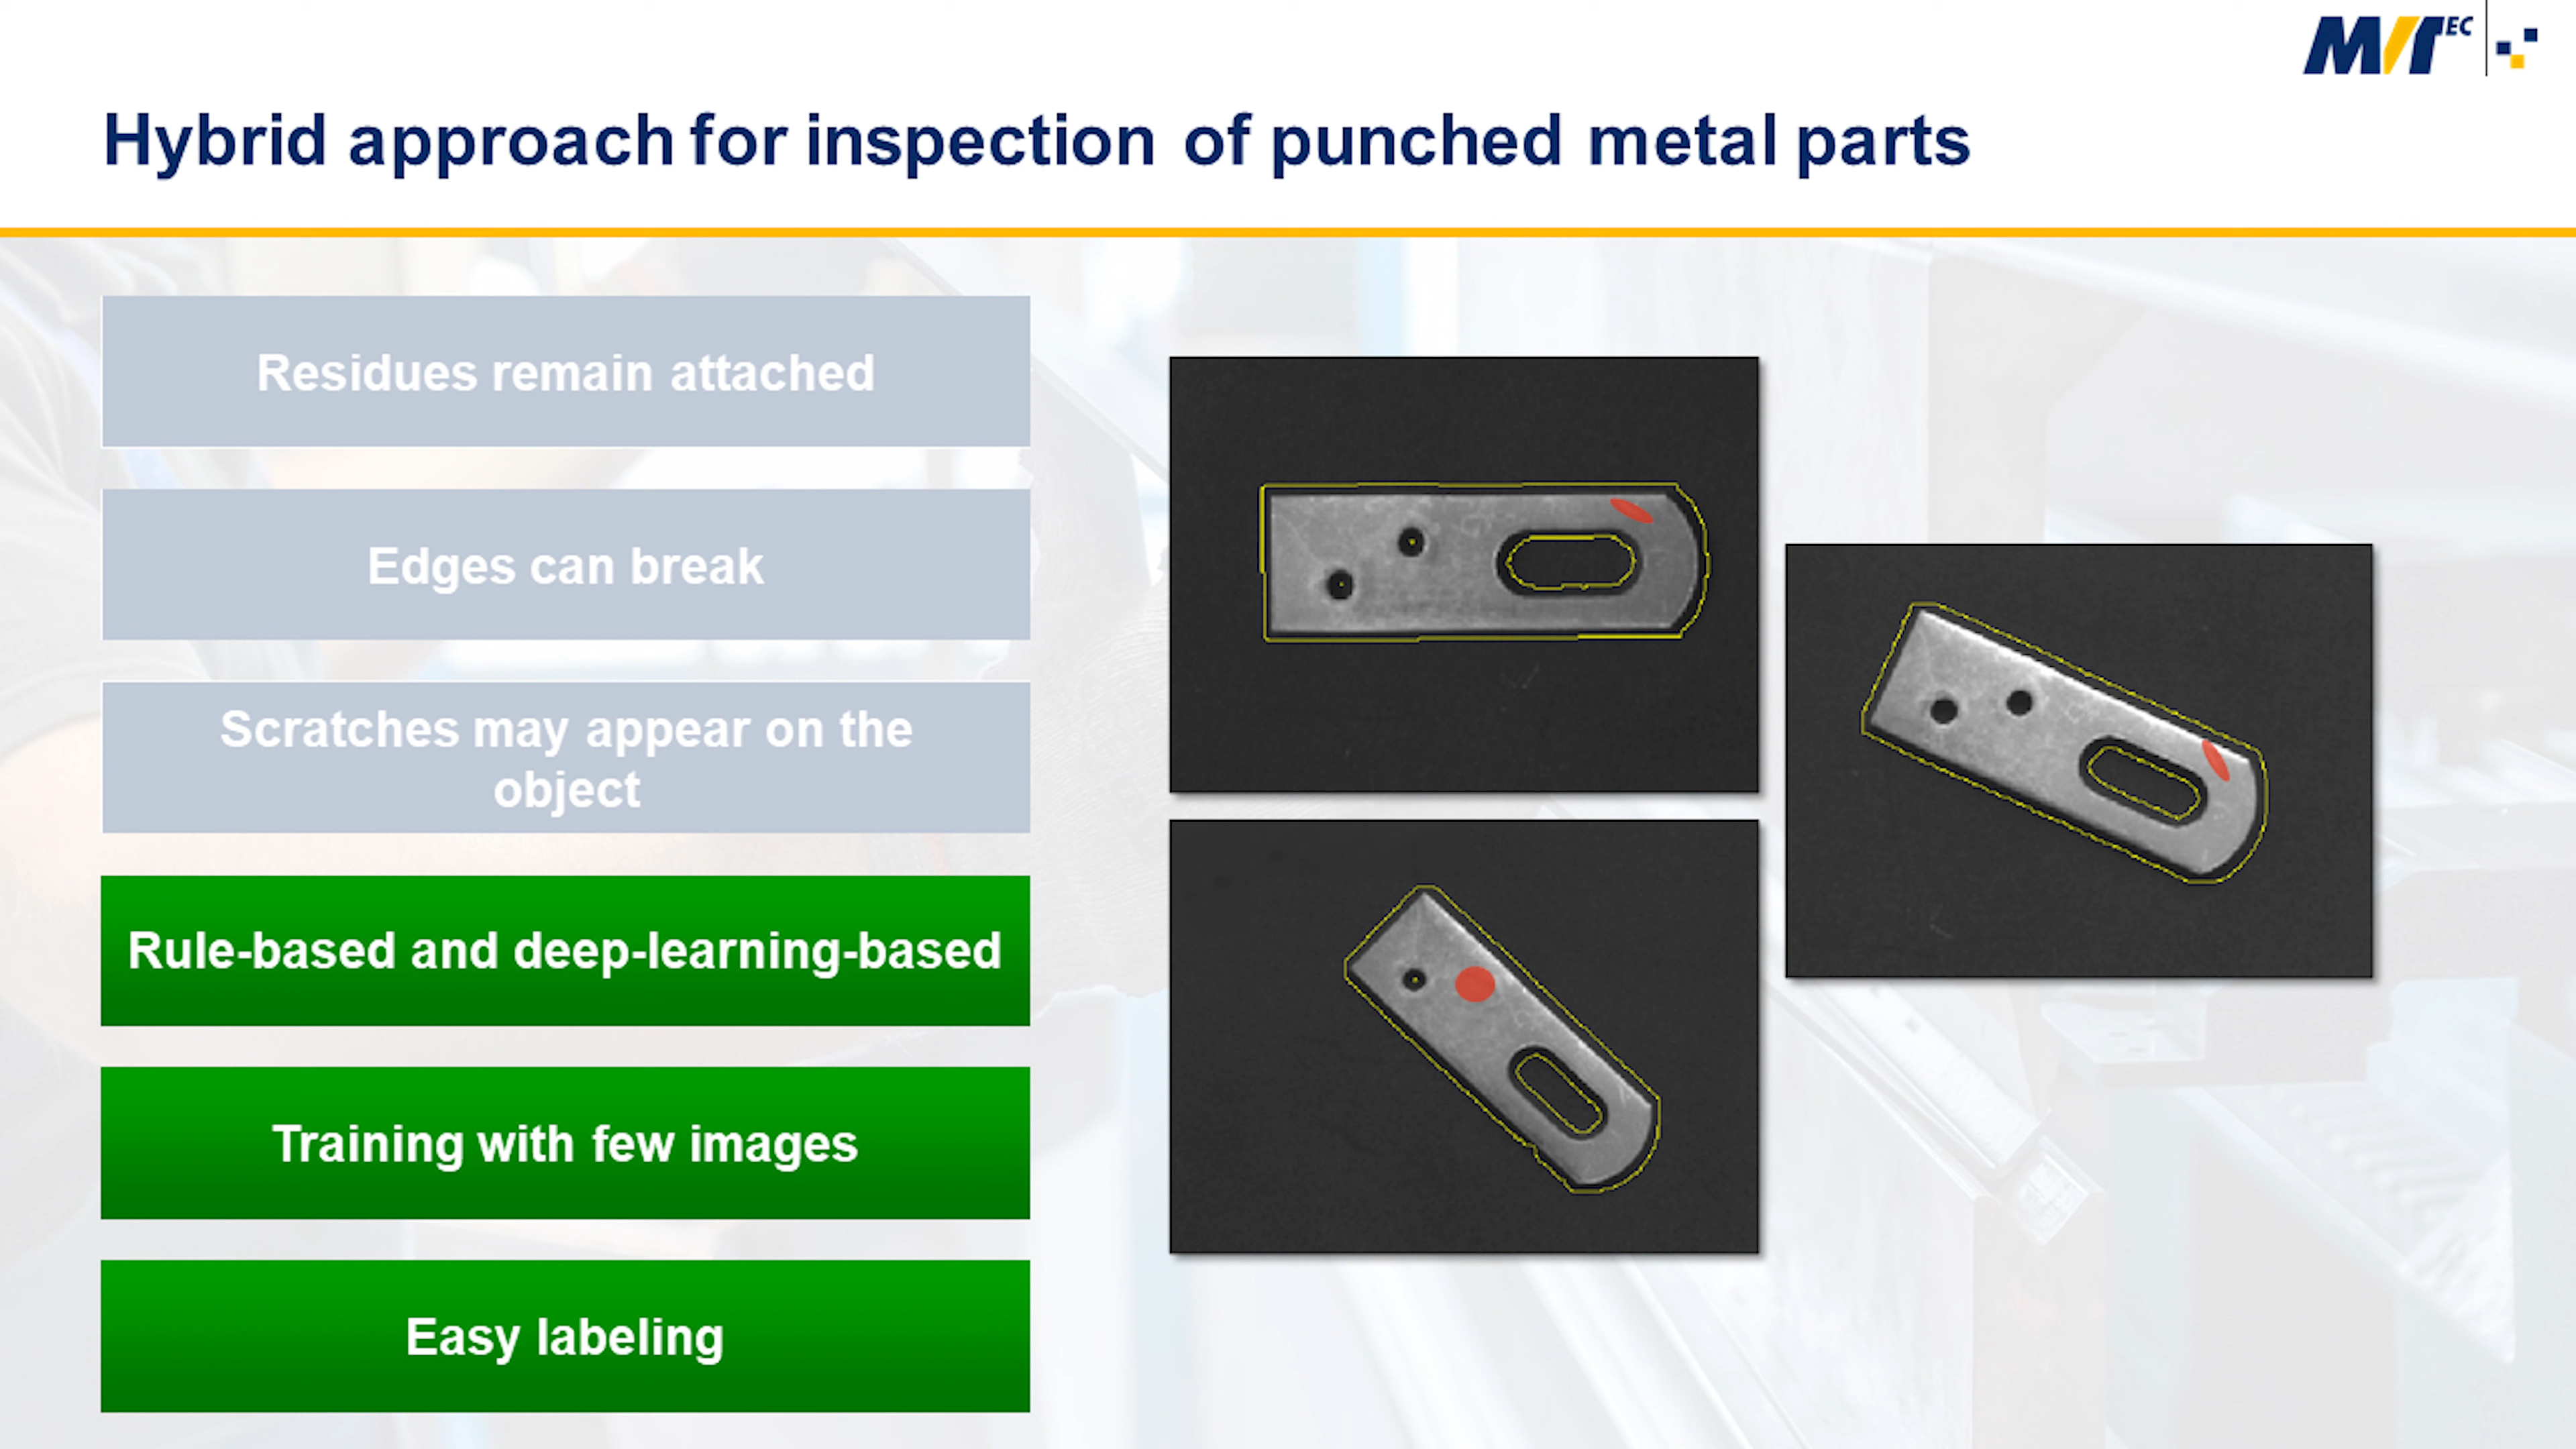 MVTEC
Hybrid approach for inspection of punched metal parts
Residues remain attached
Edges can break
Scratches may appear on the
object
Rule-based and deep-learning-based
Training with few images
Easy labeling